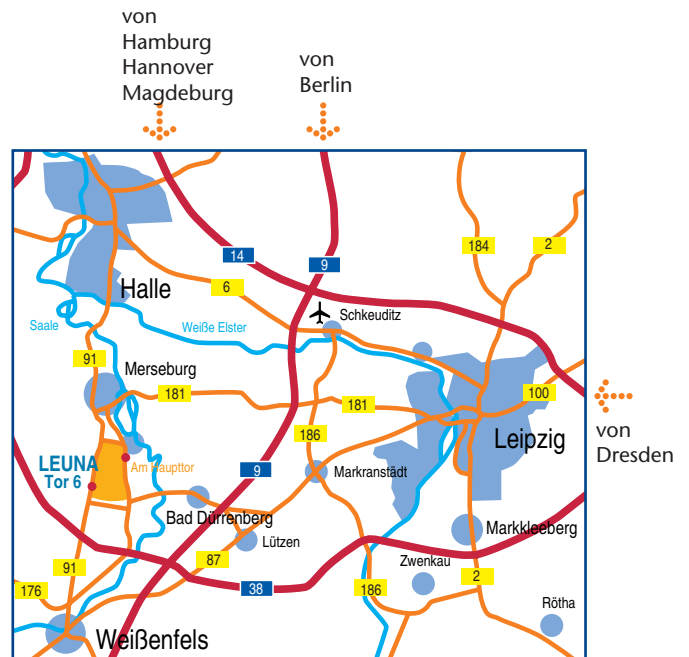 von
Hamburg
Hannover
Magdeburg
von
Berlin
14
9
184
2
6
Halle
Schkeuditz
Saale
Weiße Elster
91
Merseburg
181
181
100
186
Leipzig
von
Dresden
LEUNA
Tor 6
Am Haupttor
9
Markranstädt
Bad Dürrenberg
Markkleeberg
Lützen
87
91
Zwenkau
176
38
186
2
Rötha
Weißenfels